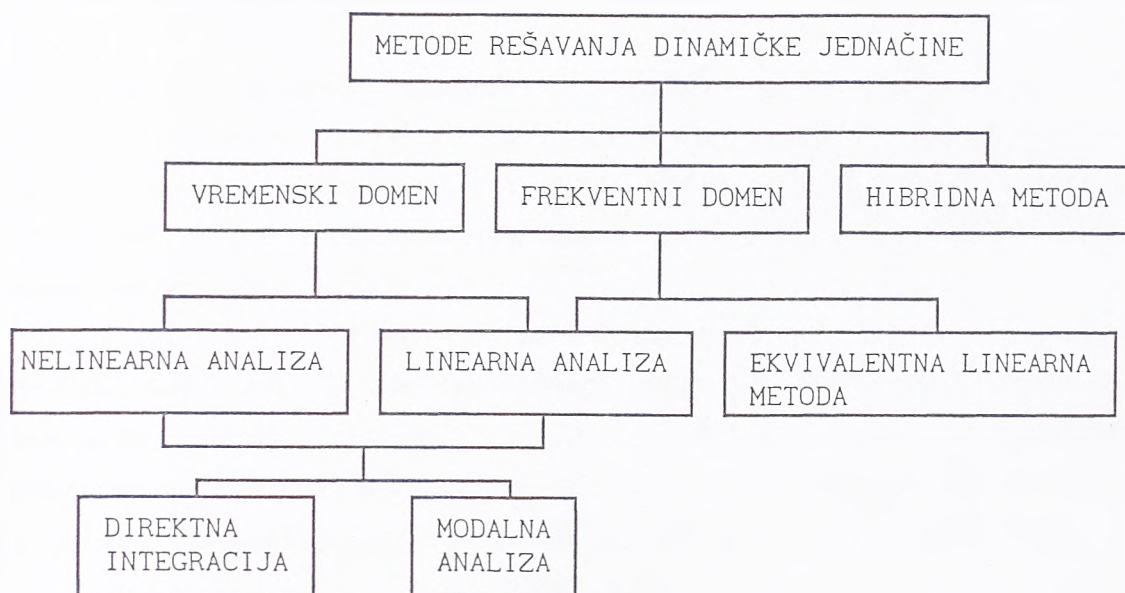 METODE REŠAVANJA DINAMIČKE JEDNAČINE
VREMENSKI DOMEN
FREKVENTNI DOMEN
HIBRIDNA METODA
NELINEARNA ANALIZA
LINEARNA ANALIZA
EKVIVALENTNA LINEARNA
METODA
DIREKTNA
INTEGRACIJA
MODALNA
ANALIZA